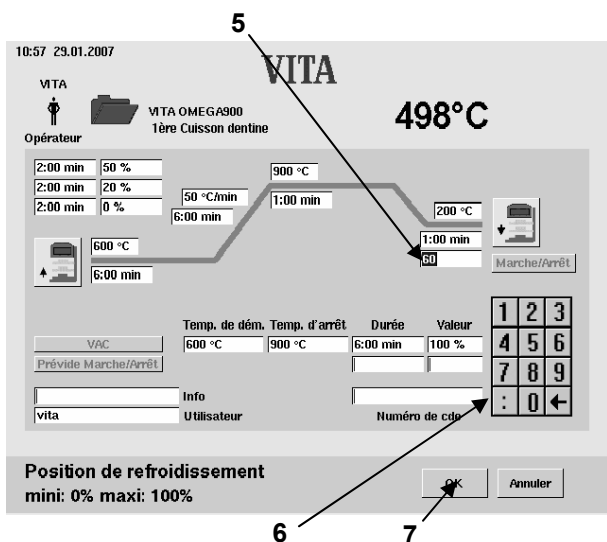 5
10:57 29.01.2007
VITA
VITA
Opérateur
VITA OMEGA900
1ère Cuisson dentine
498°C
2:00 min 50 %
2:00 min 20 %
2:00 min 0 %
50 °C/min
6:00 min
900 °C
1:00 min
200 °C
1:00 min
60
Marche/Arrêt
600 °C
6:00 min
Temp. de dém. Temp. d'arrêt Durée Valeur
VAC 600 °C 900 °C 6:00 min 100 %
Prévide Marche/Arrêt
1 2 3
4 5 6
7 8 9
: 0 ←
Info
vita Utilisateur Numéro de cde
Position de refroidissement
mini: 0% maxi: 100%
OK Annuler
6 7